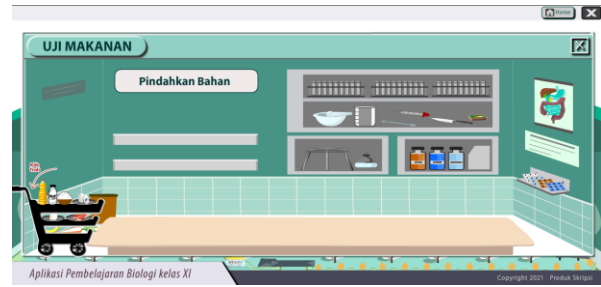 Home
UJI MAKANAN
Pindahkan Bahan
Aplikasi Pembelajaran Biologi kelas XI
Copyright 2021 | Produk Skripsi